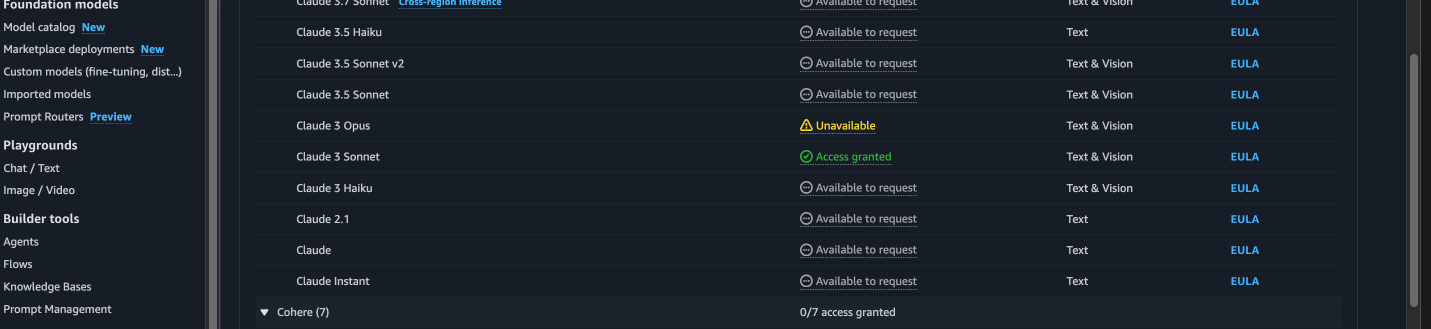 Foundation models
Model catalog New
Marketplace deployments New
Custom models (fine-tuning, dist...)
Imported models
Prompt Routers Preview
Playgrounds
Chat / Text
Image / Video
Builder tools
Agents
Flows
Knowledge Bases
Prompt Management
Claude 3.7 Sonnet Cross-region inference Available to request Text & Vision EULA
Claude 3.5 Haiku Available to request Text EULA
Claude 3.5 Sonnet v2 Available to request Text & Vision EULA
Claude 3.5 Sonnet Available to request Text & Vision EULA
Claude 3 Opus Unavailable Text & Vision EULA
Claude 3 Sonnet Access granted Text & Vision EULA
Claude 3 Haiku Available to request Text & Vision EULA
Claude 2.1 Available to request Text EULA
Claude Available to request Text EULA
Claude Instant Available to request Text EULA
Cohere (7) 0/7 access granted